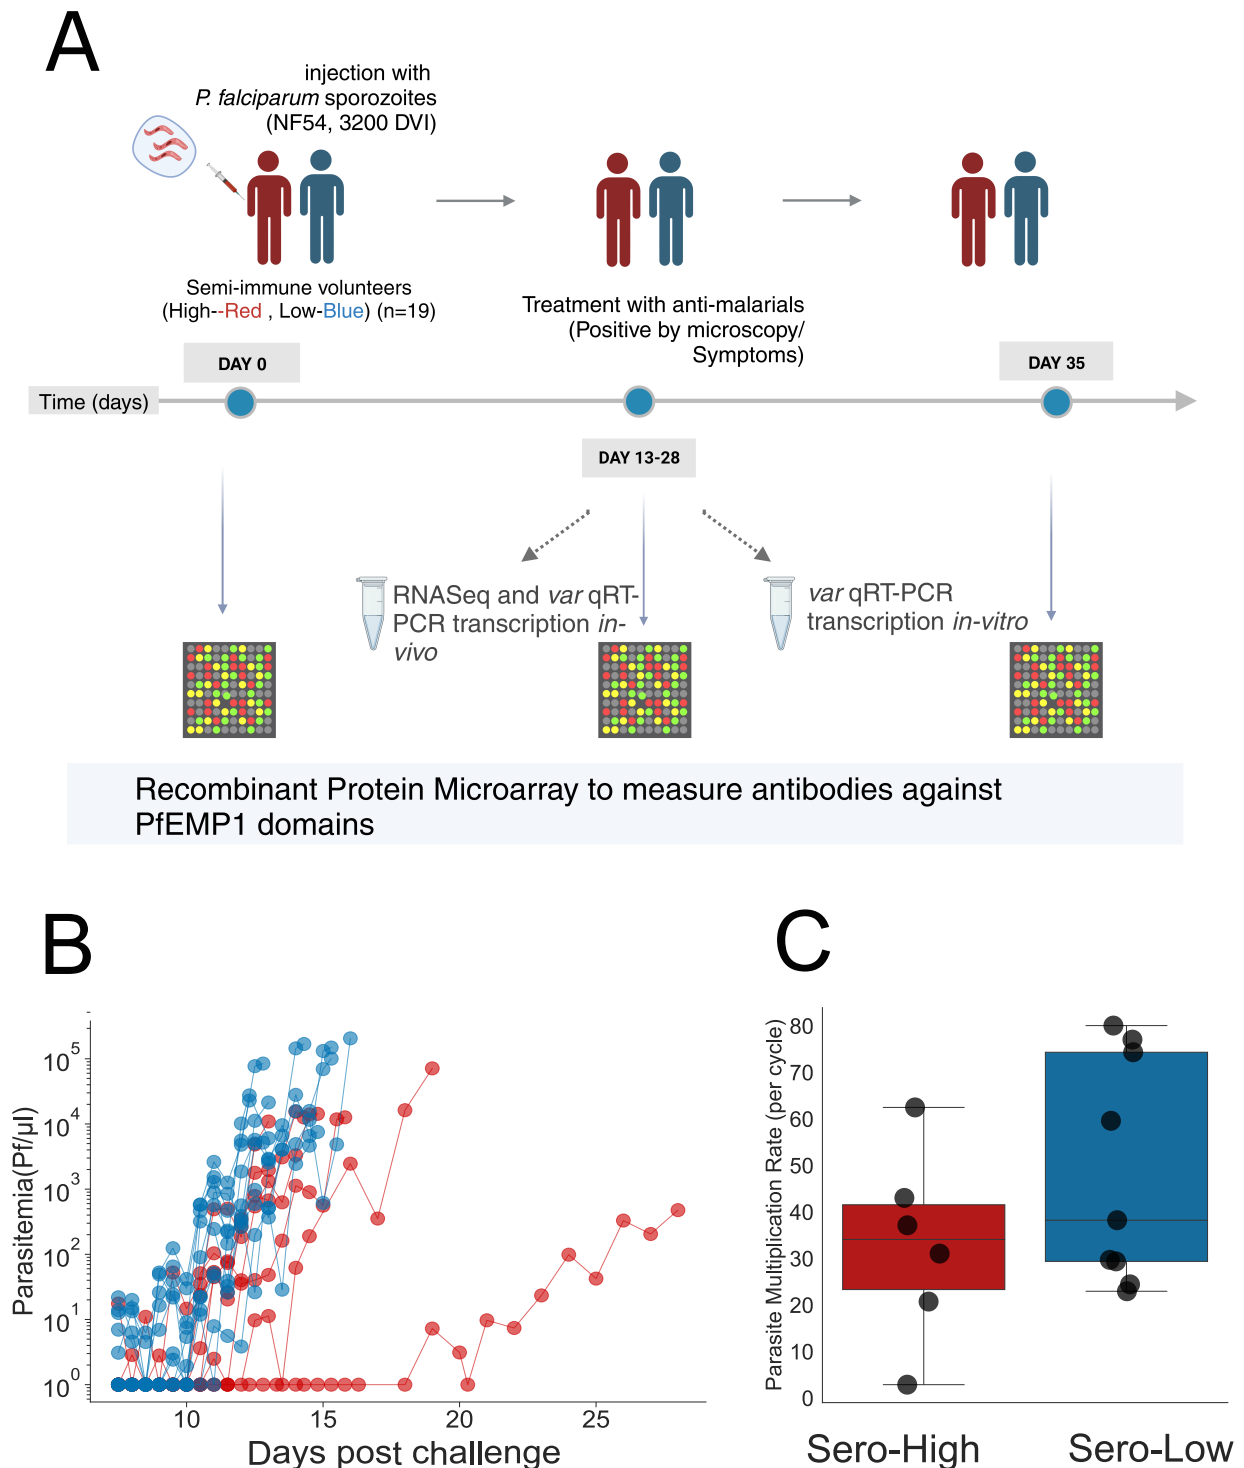 A
injection with
P. falciparum sporozoites
(NF54, 3200 DVI)
Semi-immune volunteers
(High--Red , Low-Blue) (n=19)
Treatment with anti-malarials
(Positive by microscopy/
Symptoms)
DAY 0
DAY 35
Time (days)
DAY 13-28
RNASeq and var qRT-
PCR transcription in-
vivo
var qRT-PCR
transcription in-vitro
Recombinant Protein Microarray to measure antibodies against
PfEMP1 domains
B
Parasitemia(Pf/µl)
10^5
10^4
10^3
10^2
10^1
10^0
10 15 20 25
Days post challenge
C
Parasite Multiplication Rate (per cycle)
80
70
60
50
40
30
20
10
0
Sero-High Sero-Low